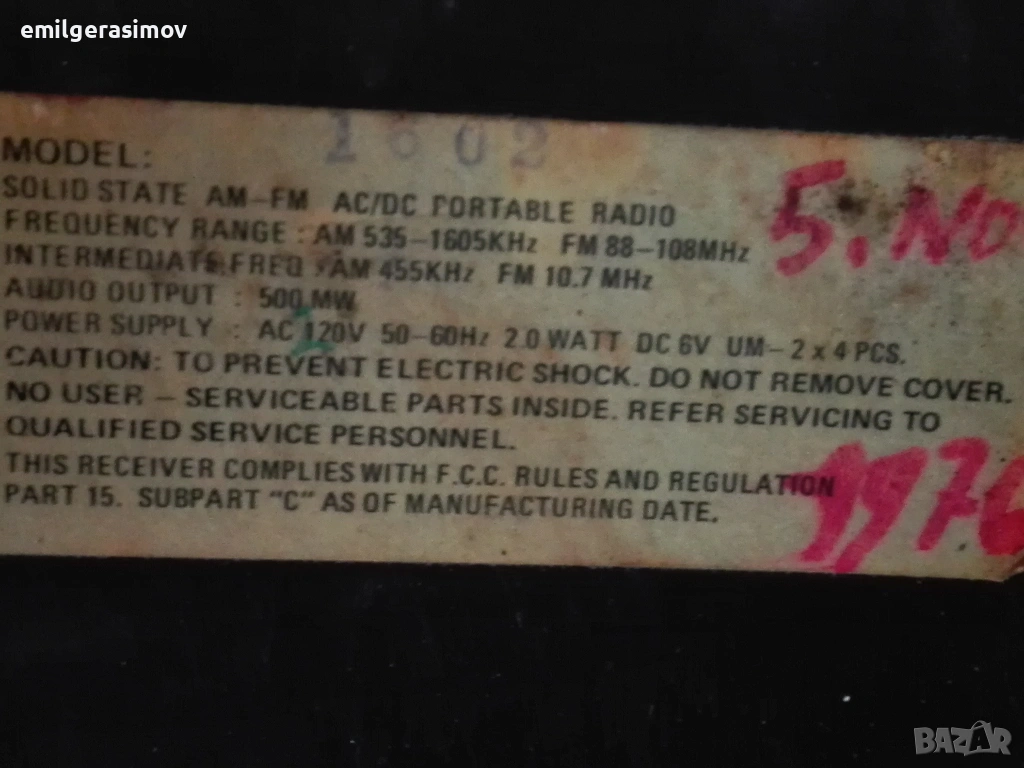 emilgerasimov
MODEL: 1602
SOLID STATE AM-FM AC/DC PORTABLE RADIO
FREQUENCY RANGE : AM 535-1605KHz FM 88-108MHz
INTERMEDIATE FREQ : AM 455KHz FM 10.7 MHz
AUDIO OUTPUT : 500 MW
POWER SUPPLY : AC 120V 50-60Hz 2.0 WATT DC 6V UM-2 x 4 PCS.
CAUTION: TO PREVENT ELECTRIC SHOCK. DO NOT REMOVE COVER.
NO USER - SERVICEABLE PARTS INSIDE. REFER SERVICING TO
QUALIFIED SERVICE PERSONNEL.
THIS RECEIVER COMPLIES WITH F.C.C. RULES AND REGULATION
PART 15. SUBPART "C" AS OF MANUFACTURING DATE.
5. NO
1976
BAZAR